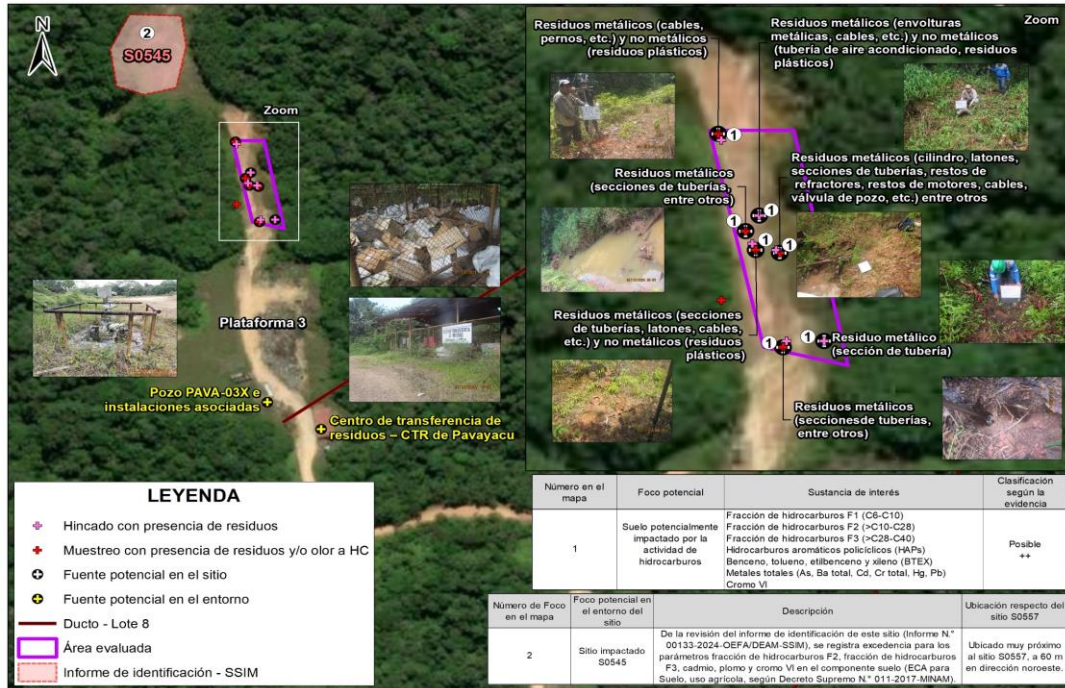 N
2
S0545
Zoom
Plataforma 3
Pozo PAVA-03X e
instalaciones asociadas
Centro de transferencia de
residuos – CTR de Pavayacu
LEYENDA
Hincado con presencia de residuos
Muestreo con presencia de residuos y/o olor a HC
Fuente potencial en el sitio
Fuente potencial en el entorno
Ducto - Lote 8
Área evaluada
Informe de identificación - SSIM
Zoom
Residuos metálicos (cables,
pernos, etc.) y no metálicos
(residuos plásticos)
Residuos metálicos (envolturas
metálicas, cables, etc.) y no metálicos
(tubería de aire acondicionado, residuos
plásticos)
1
Residuos metálicos
(secciones de tuberías,
entre otros)
Residuos metálicos (cilindro, latones,
secciones de tuberías, restos de
refractores, restos de motores, cables,
válvula de pozo, etc.) entre otros
1
1
1
1
Residuos metálicos (secciones
de tuberías, latones, cables,
etc.) y no metálicos (residuos
plásticos)
1
1
Residuo metálico
(sección de tubería)
Residuos metálicos
(seccionesde tuberías,
entre otros)
Número en el mapa
Foco potencial
Sustancia de interés
Clasificación según la evidencia
1
Suelo potencialmente impactado por la actividad de hidrocarburos
Fracción de hidrocarburos F1 (C6-C10)
Fracción de hidrocarburos F2 (>C10-C28)
Fracción de hidrocarburos F3 (>C28-C40)
Hidrocarburos aromáticos policíclicos (HAPs)
Benceno, tolueno, etilbenceno y xileno (BTEX)
Metales totales (As, Ba total, Cd, Cr total, Hg, Pb)
Cromo VI
Posible
++
Número de Foco en el mapa
Foco potencial en el entorno del sitio
Descripción
Ubicación respecto del sitio S0557
2
Sitio impactado S0545
De la revisión del informe de identificación de este sitio (Informe N.°
00133-2024-OEFA/DEAM-SSIM), se registra excedencia para los
parámetros fracción de hidrocarburos F2, fracción de hidrocarburos
F3, cadmio, plomo y cromo VI en el componente suelo (ECA para
Suelo, uso agrícola, según Decreto Supremo N.° 011-2017-MINAM).
Ubicado muy próximo
al sitio S0557, a 60 m
en dirección noroeste.